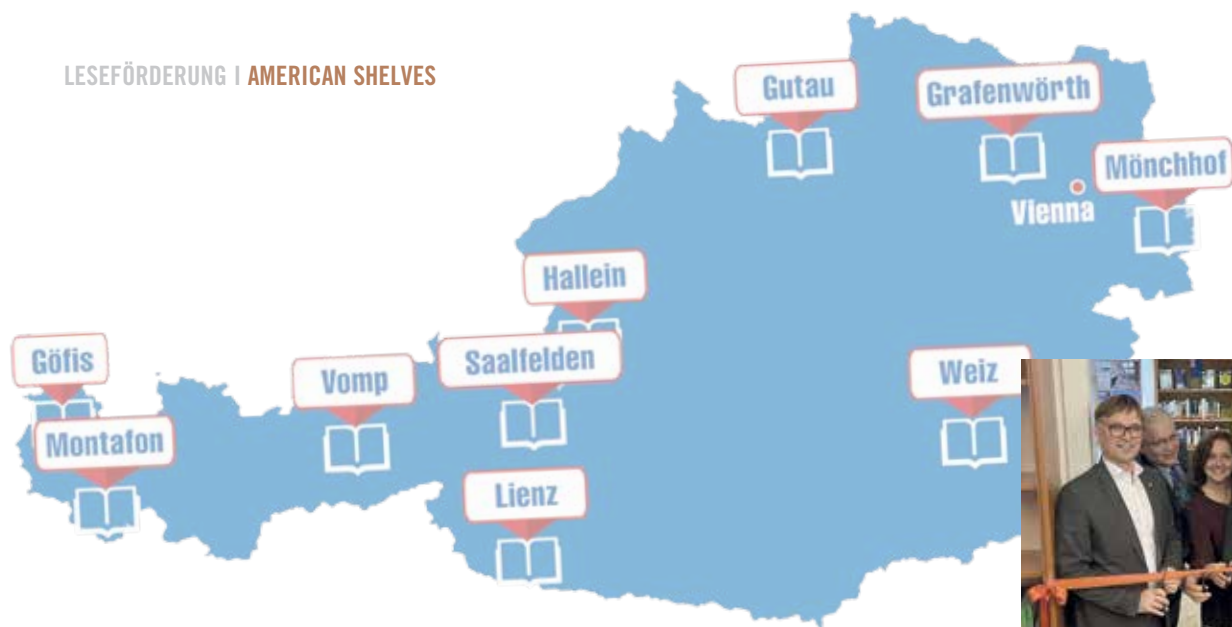 LESEFÖRDERUNG | AMERICAN SHELVES
Gutau
Grafenwörth
Mönchhof
Vienna
Hallein
Göfis
Vomp
Saalfelden
Weiz
Montafon
Lienz